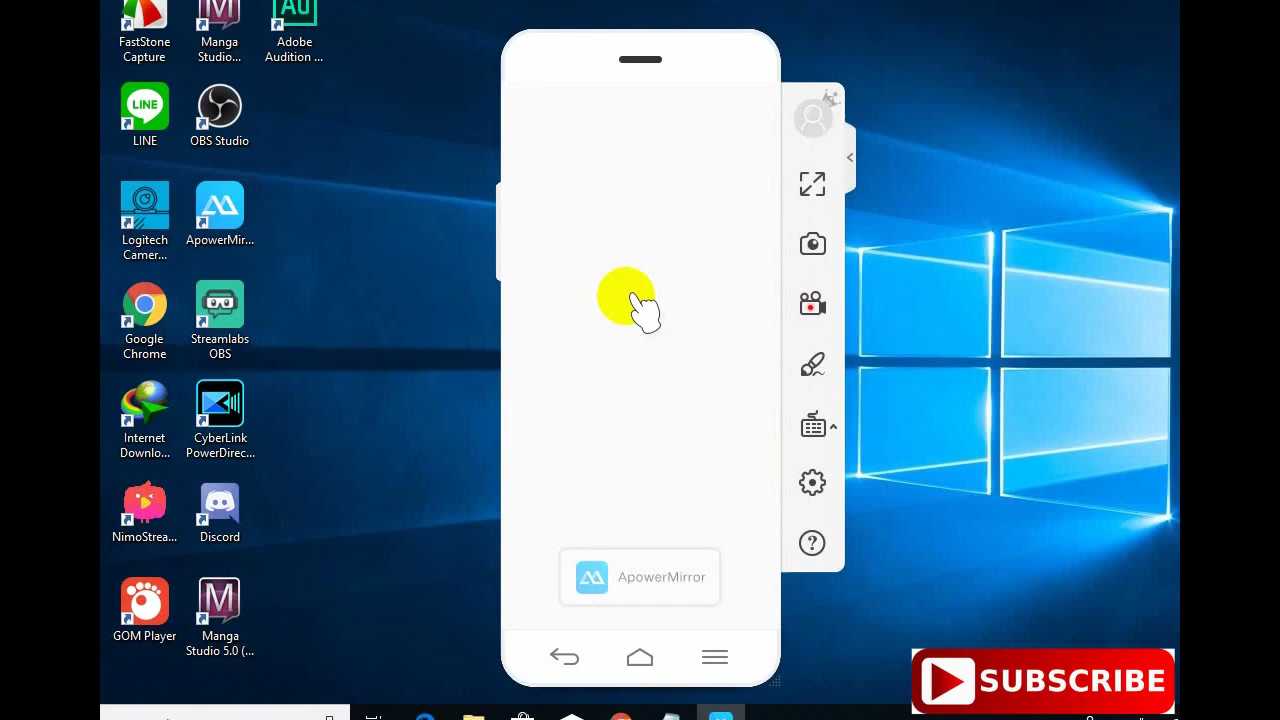 FastStone
Capture
Manga
Studio...
Adobe
Audition ...
LINE
LINE
OBS Studio
Logitech
Camer...
ApowerMir...
Google
Chrome
Streamlabs
OBS
Internet
Downlo...
CyberLink
PowerDirec...
NimoStrea...
Discord
GOM Player
Manga
Studio 5.0 (...
ApowerMirror
SUBSCRIBE